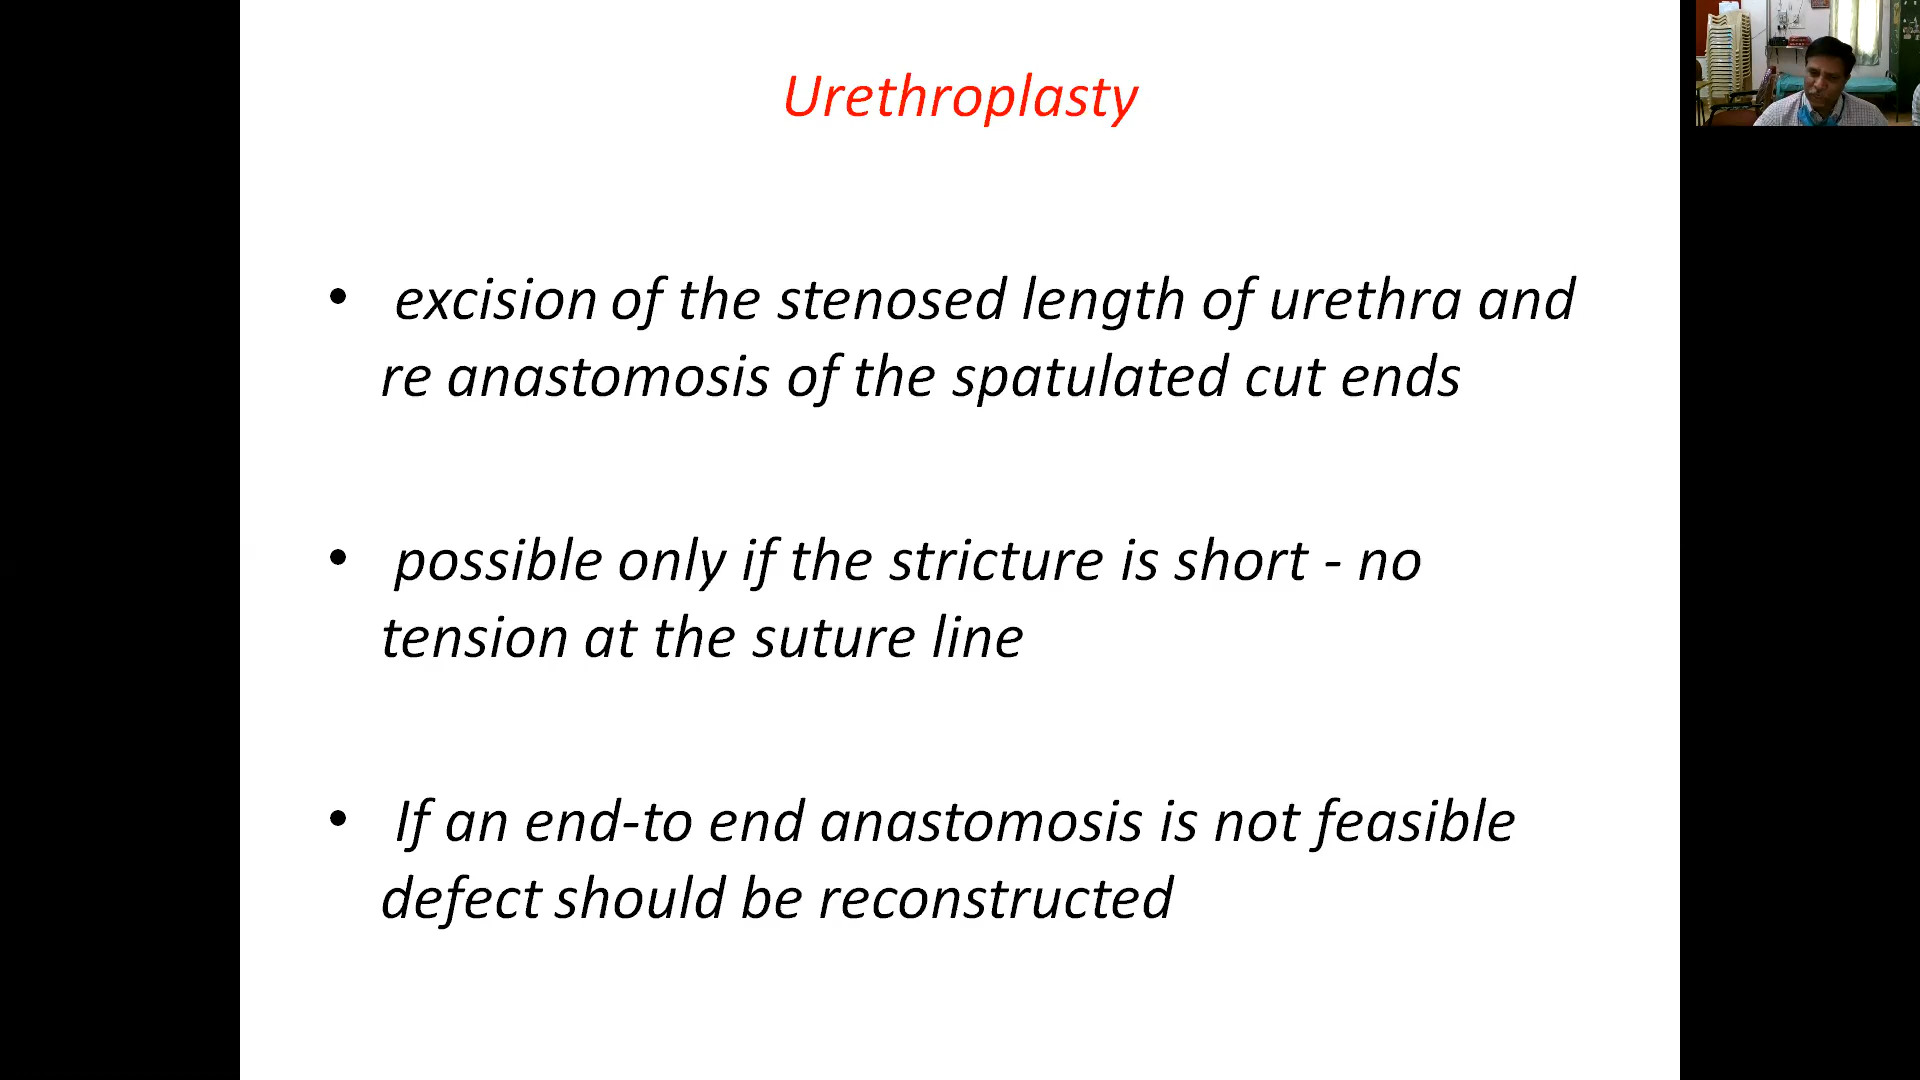 Urethroplasty
• excision of the stenosed length of urethra and
re anastomosis of the spatulated cut ends
• possible only if the stricture is short - no
tension at the suture line
• If an end-to end anastomosis is not feasible
defect should be reconstructed